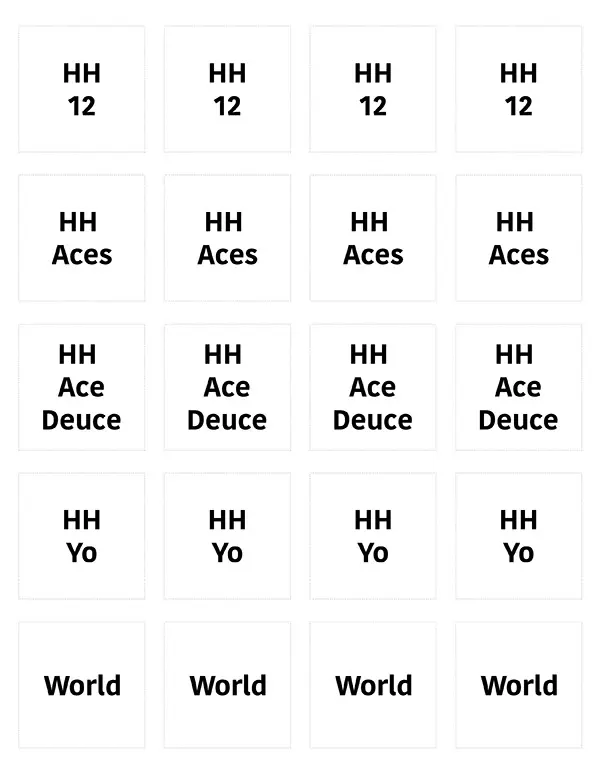 HH HH HH HH
12 12 12 12
HH HH HH HH
Aces Aces Aces Aces
HH HH HH HH
Ace Ace Ace Ace
Deuce Deuce Deuce Deuce
HH HH HH HH
Yo Yo Yo Yo
World World World World